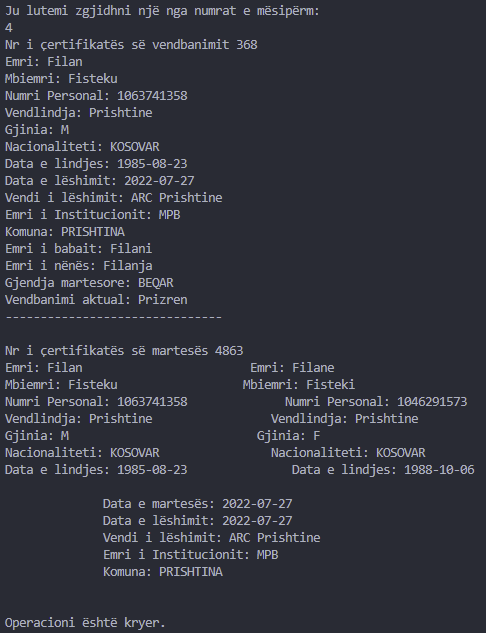 Ju lutemi zgjidhni një nga numrat e mësipërm:
4
Nr i çertifikatës së vendbanimit 368
Emri: Filan
Mbiemri: Fisteku
Numri Personal: 1063741358
Vendlindja: Prishtine
Gjinia: M
Nacionaliteti: KOSOVAR
Data e lindjes: 1985-08-23
Data e lëshimit: 2022-07-27
Vendi i lëshimit: ARC Prishtine
Emri i Institucionit: MPB
Komuna: PRISHTINA
Emri i babait: Filani
Emri i nënës: Filanja
Gjendja martesore: BEQAR
Vendbanimi aktual: Prizren
-------------------------------
Nr i çertifikatës së martesës 4863
Emri: Filan                        Emri: Filane
Mbiemri: Fisteku                  Mbiemri: Fisteki
Numri Personal: 1063741358              Numri Personal: 1046291573
Vendlindja: Prishtine                 Vendlindja: Prishtine
Gjinia: M                           Gjinia: F
Nacionaliteti: KOSOVAR                Nacionaliteti: KOSOVAR
Data e lindjes: 1985-08-23               Data e lindjes: 1988-10-06
Data e martesës: 2022-07-27
Data e lëshimit: 2022-07-27
Vendi i lëshimit: ARC Prishtine
Emri i Institucionit: MPB
Komuna: PRISHTINA
Operacioni është kryer.